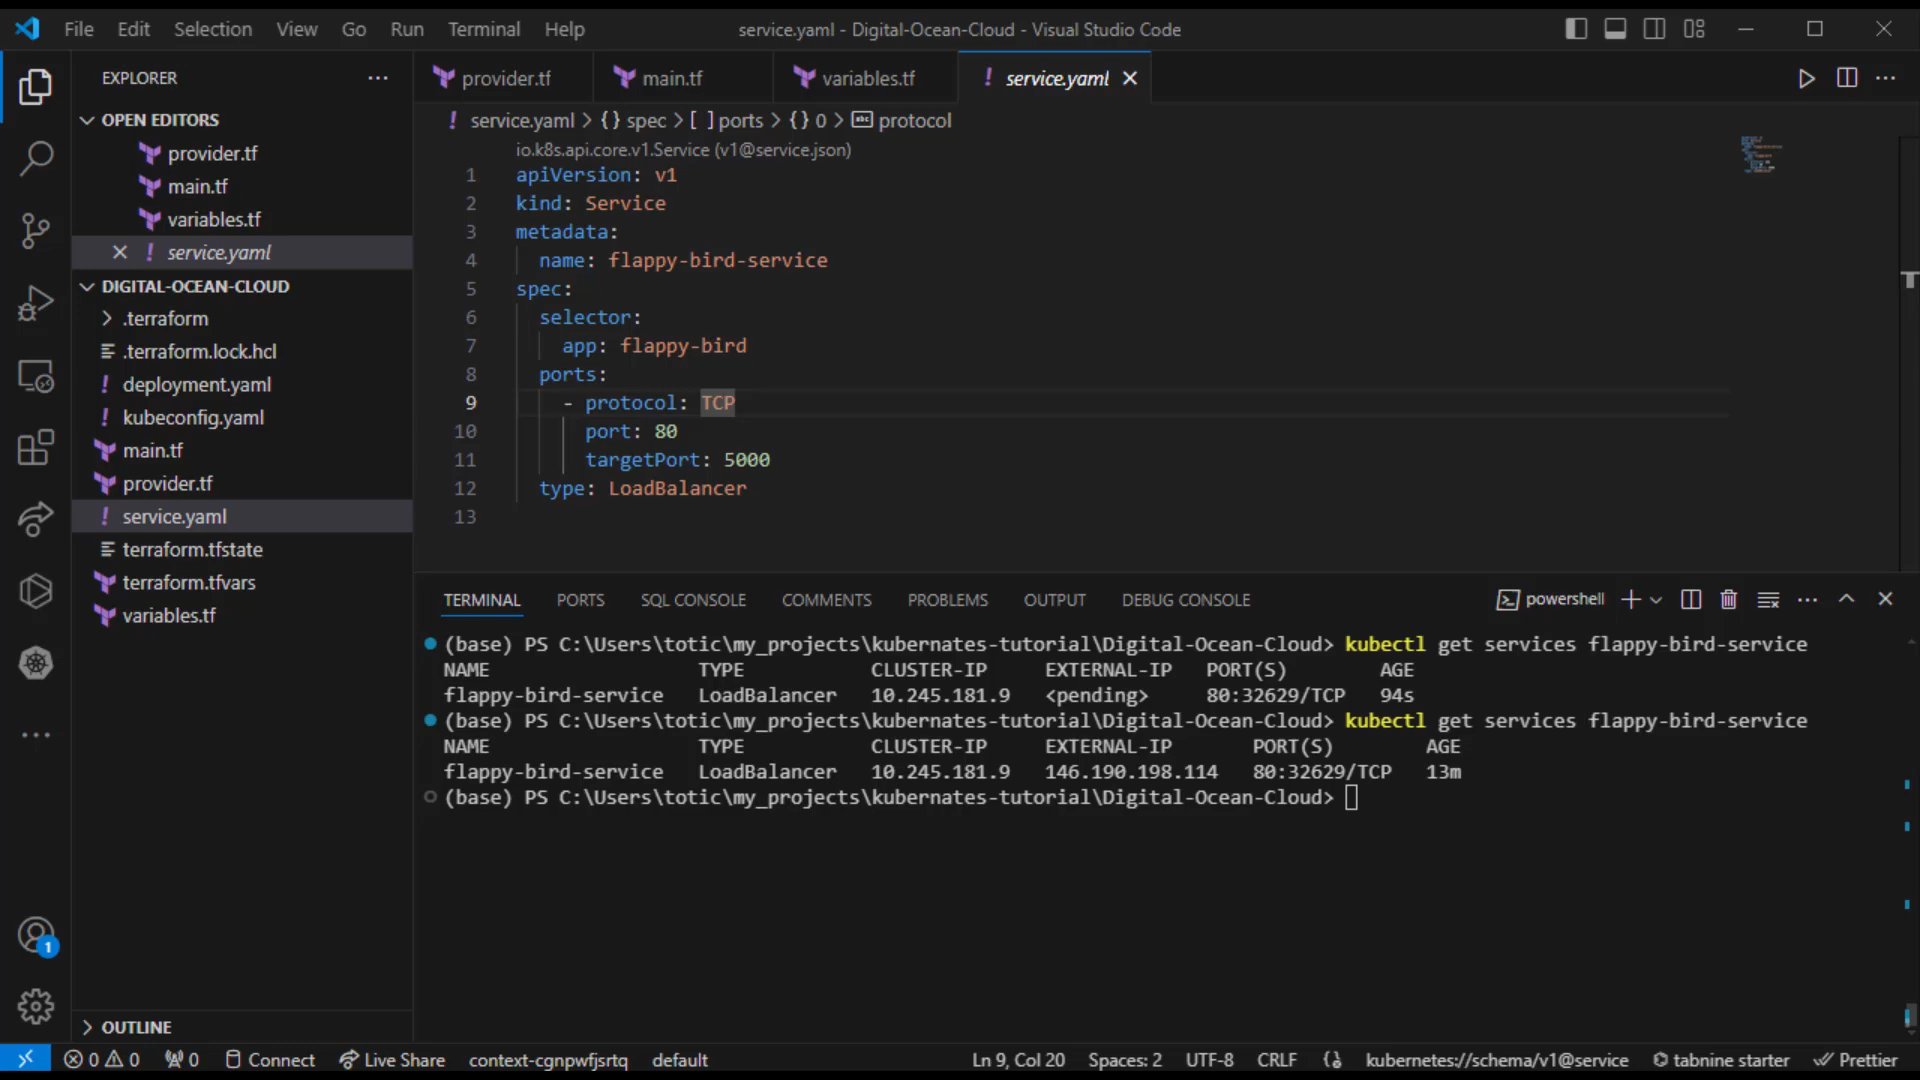 File Edit Selection View Go Run Terminal Help
service.yaml - Digital-Ocean-Cloud - Visual Studio Code
EXPLORER
OPEN EDITORS
provider.tf
main.tf
variables.tf
service.yaml
DIGITAL-OCEAN-CLOUD
.terraform
.terraform.lock.hcl
deployment.yaml
kubeconfig.yaml
main.tf
provider.tf
service.yaml
terraform.tfstate
terraform.tfvars
variables.tf
OUTLINE
provider.tf main.tf variables.tf ! service.yaml
! service.yaml > {} spec > [ ] ports > {} 0 > abc protocol
io.k8s.api.core.v1.Service (v1@service.json)
1 apiVersion: v1
2 kind: Service
3 metadata:
4 name: flappy-bird-service
5 spec:
6 selector:
7 app: flappy-bird
8 ports:
9 - protocol: TCP
10 port: 80
11 targetPort: 5000
12 type: LoadBalancer
13
TERMINAL PORTS SQL CONSOLE COMMENTS PROBLEMS OUTPUT DEBUG CONSOLE
powershell
(base) PS C:\Users\totic\my_projects\kubernates-tutorial\Digital-Ocean-Cloud> kubectl get services flappy-bird-service
NAME TYPE CLUSTER-IP EXTERNAL-IP PORT(S) AGE
flappy-bird-service LoadBalancer 10.245.181.9 <pending> 80:32629/TCP 94s
(base) PS C:\Users\totic\my_projects\kubernates-tutorial\Digital-Ocean-Cloud> kubectl get services flappy-bird-service
NAME TYPE CLUSTER-IP EXTERNAL-IP PORT(S) AGE
flappy-bird-service LoadBalancer 10.245.181.9 146.190.198.114 80:32629/TCP 13m
(base) PS C:\Users\totic\my_projects\kubernates-tutorial\Digital-Ocean-Cloud>
1
0 0 0 Connect Live Share context-cgnpwfjsrtq default
Ln 9, Col 20 Spaces: 2 UTF-8 CRLF kubernetes://schema/v1@service tabnine starter Prettier